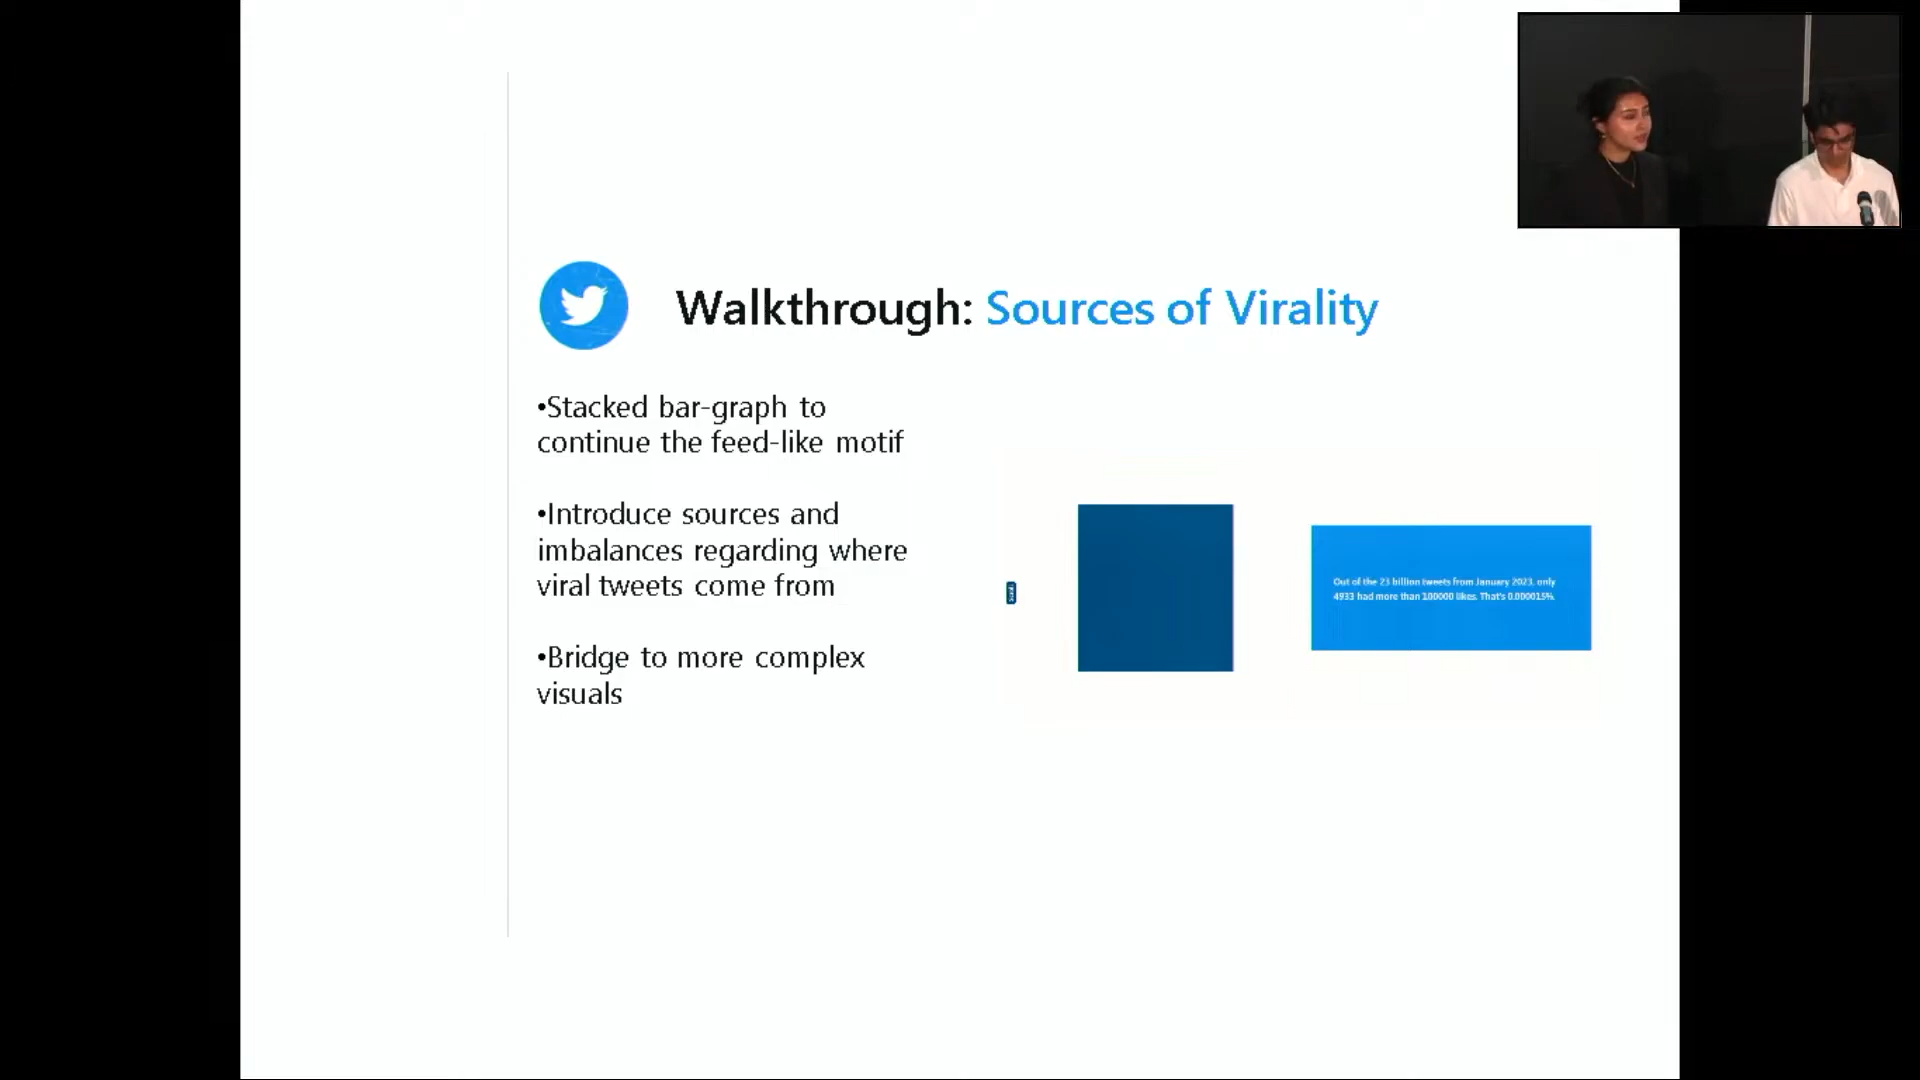 Walkthrough: Sources of Virality
•Stacked bar-graph to
continue the feed-like motif
•Introduce sources and
imbalances regarding where
viral tweets come from
•Bridge to more complex
visuals
Out of the 23 billion tweets from January 2023, only
4933 had more than 100000 likes. That's 0.000015%.